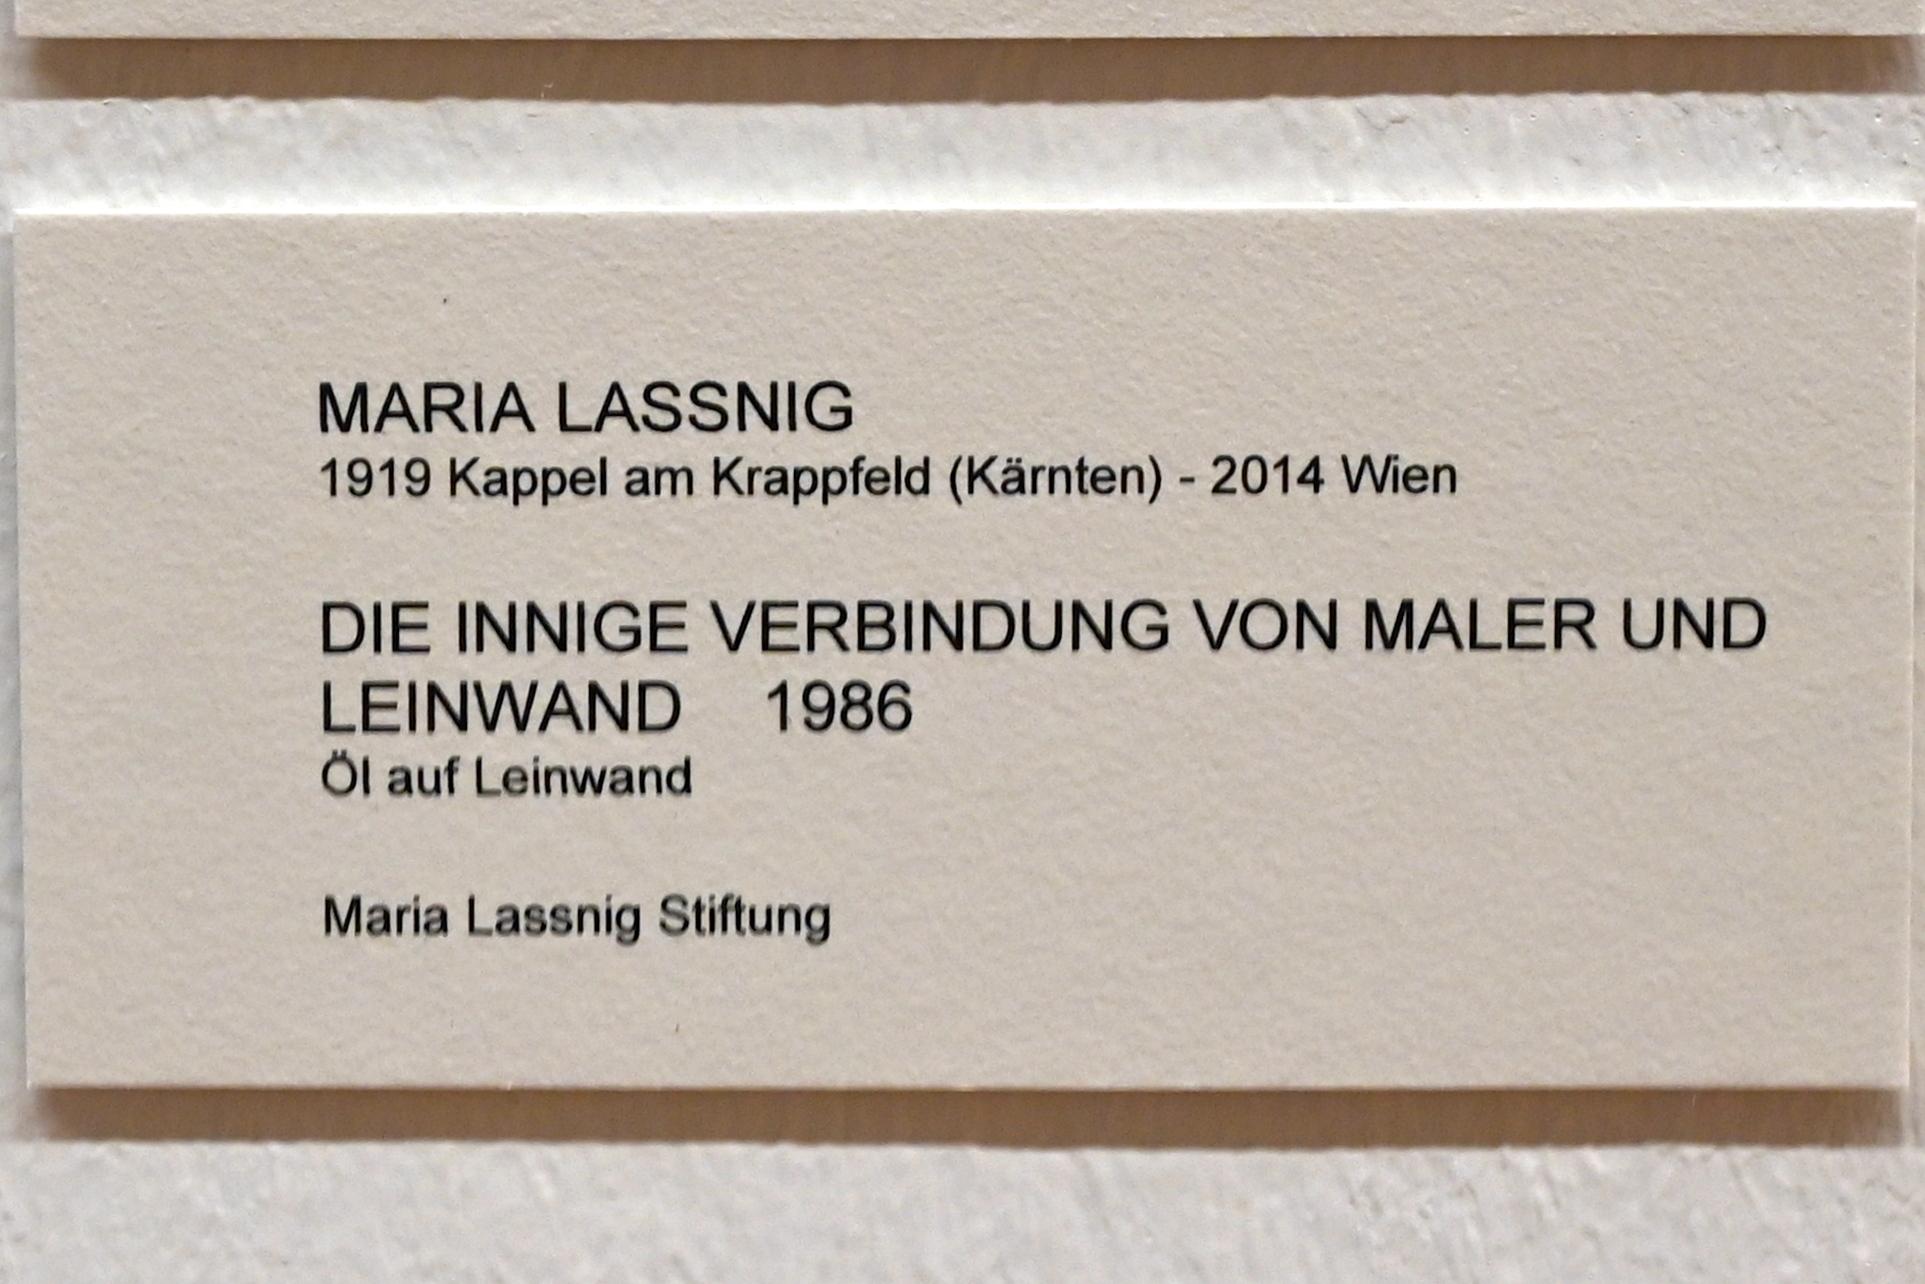 MARIA LASSNIG
1919 Kappel am Krappfeld (Kärnten) - 2014 Wien
DIE INNIGE VERBINDUNG VON MALER UND
LEINWAND 1986
Öl auf Leinwand
Maria Lassnig Stiftung